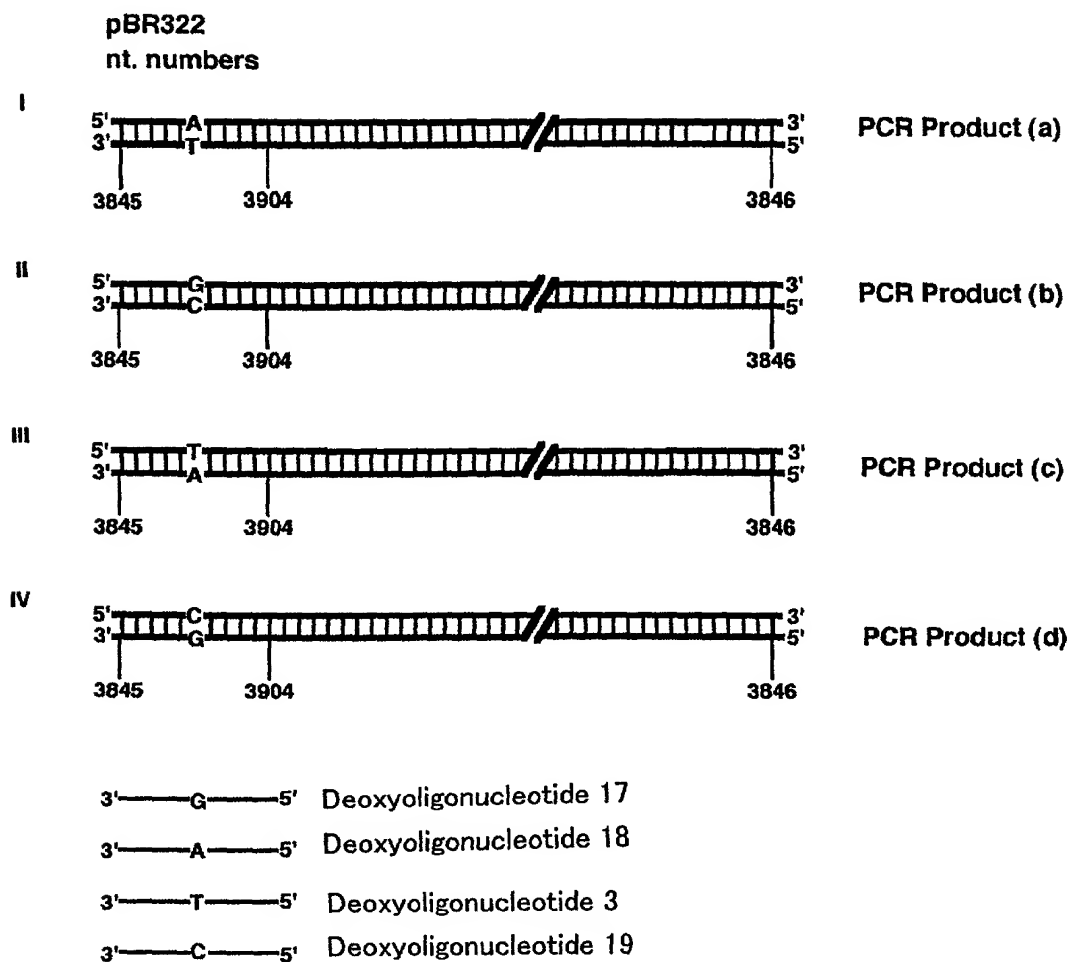 pBR322
nt. numbers
I
5' A 3' PCR Product (a)
3' T 5'
3845 3904 3846
II
5' G 3' PCR Product (b)
3' C 5'
3845 3904 3846
III
5' T 3' PCR Product (c)
3' A 5'
3845 3904 3846
IV
5' C 3' PCR Product (d)
3' G 5'
3845 3904 3846
3' G 5' Deoxyoligonucleotide 17
3' A 5' Deoxyoligonucleotide 18
3' T 5' Deoxyoligonucleotide 3
3' C 5' Deoxyoligonucleotide 19